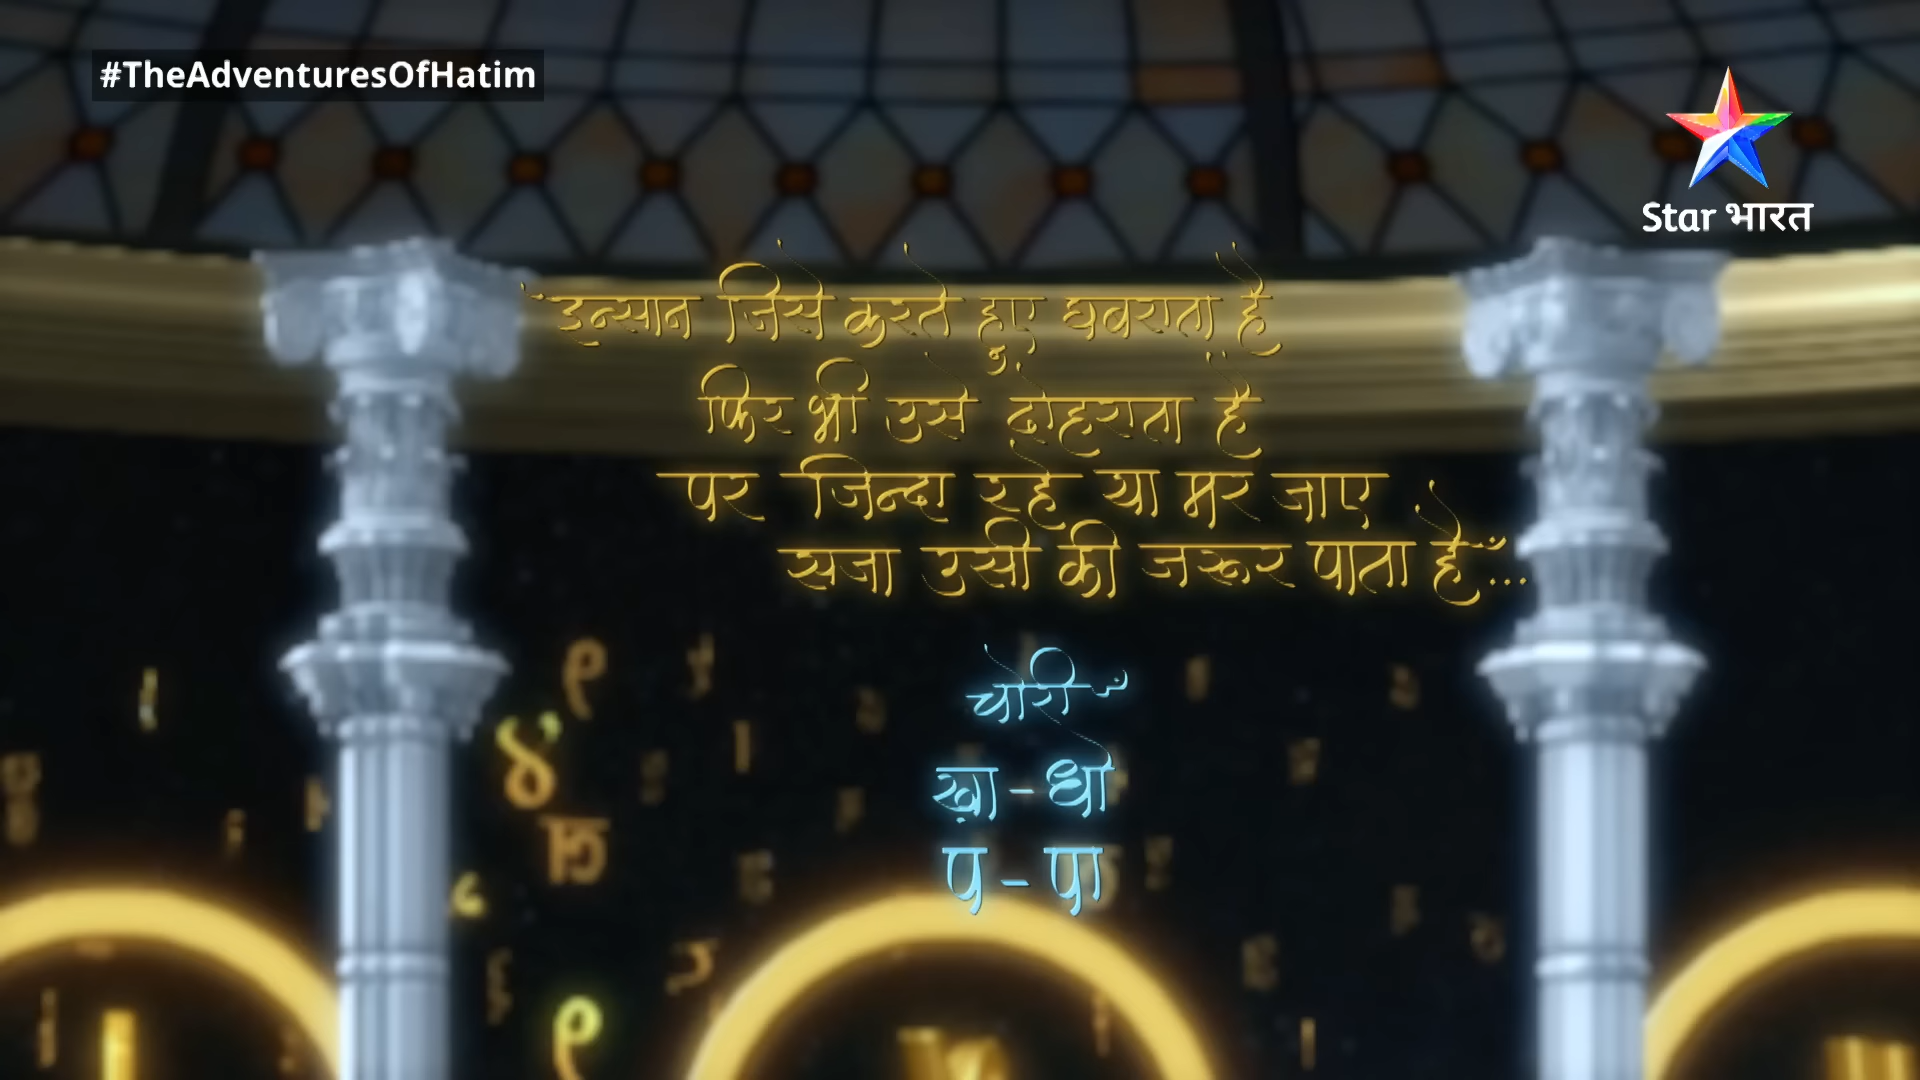 #TheAdventuresOfHatim
Star भारत
इन्सान जिसे करते हुए घबराता है
फिर भी उसे दोहराता है
पर जिन्दा रहे या मर जाए
सजा उसी की जरूर पाता है...
चोरी
खा - धो
प - पा